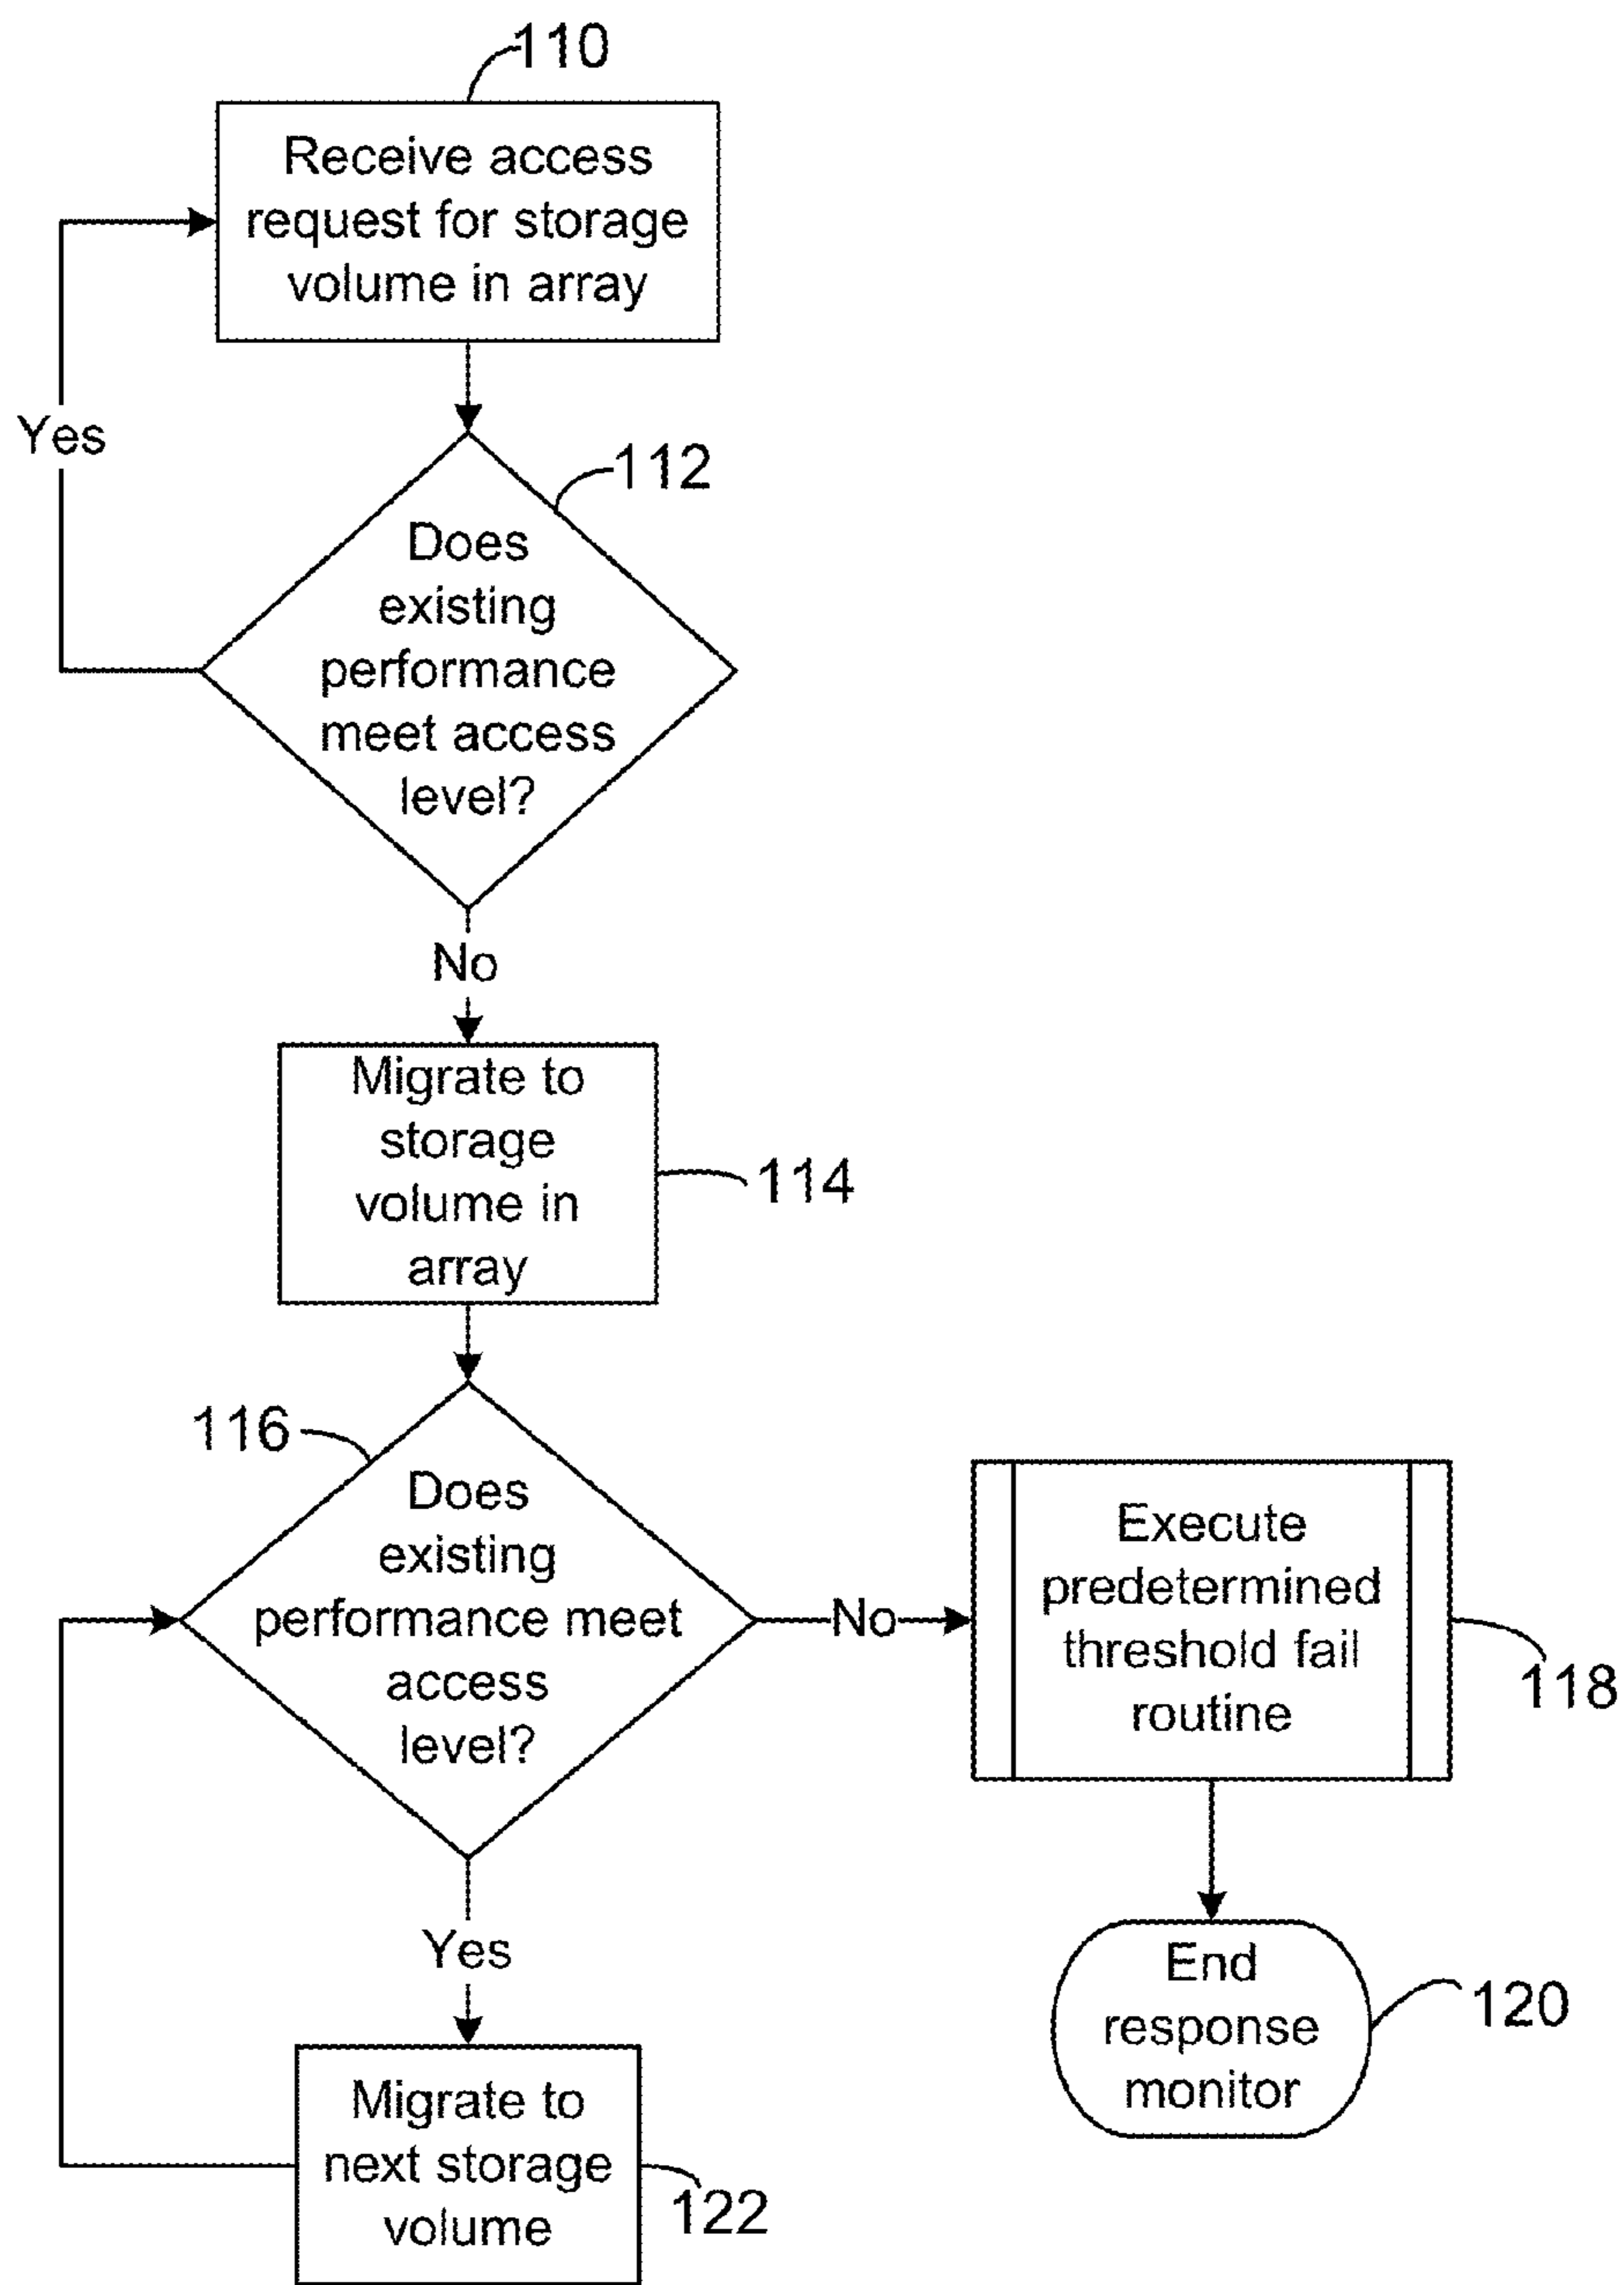 110
Receive access
request for storage
volume in array
Yes
112
Does
existing
performance
meet access
level?
No
Migrate to
storage
volume in
array
114
116
Does
existing
performance meet
access
level?
No
Execute
predetermined
threshold fail
routine
118
Yes
End
response
monitor
120
Migrate to
next storage
volume
122